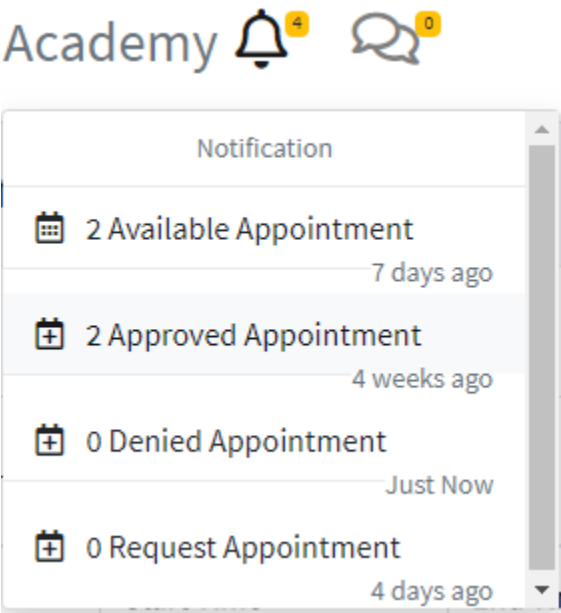 Academy 4 0
Notification
2 Available Appointment
7 days ago
2 Approved Appointment
4 weeks ago
0 Denied Appointment
Just Now
0 Request Appointment
4 days ago